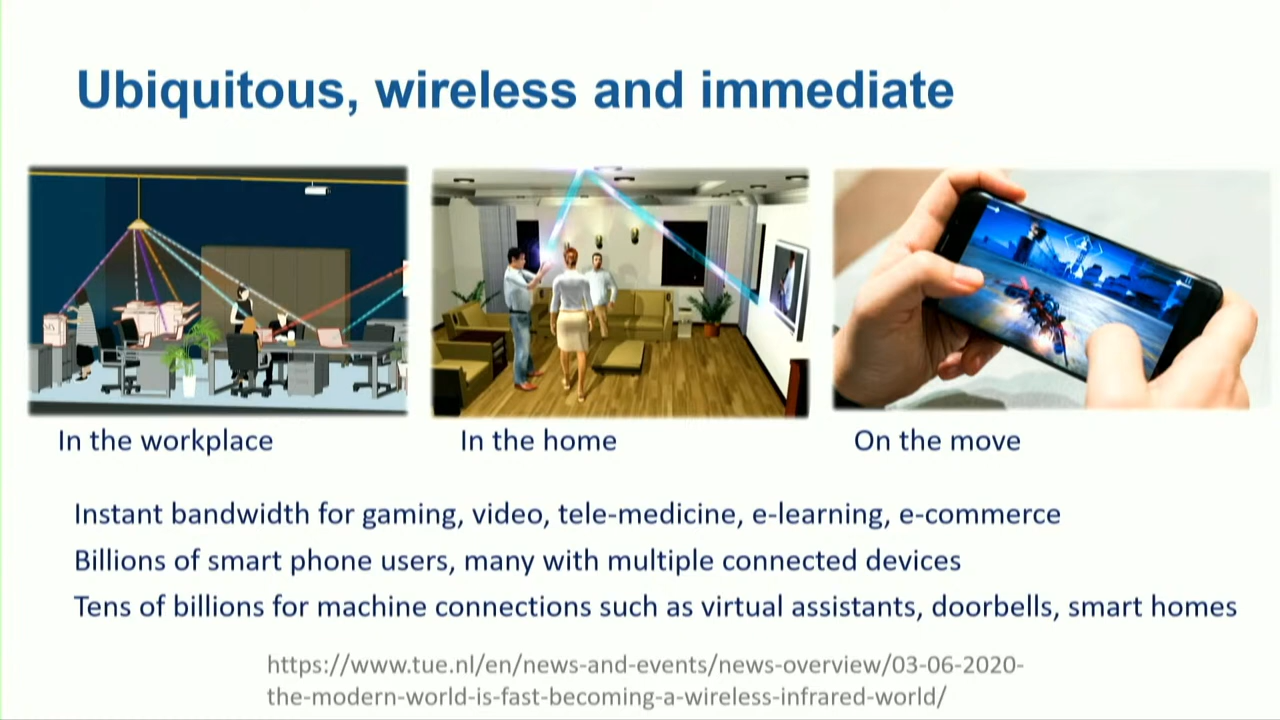 Ubiquitous, wireless and immediate
In the workplace
In the home
On the move
Instant bandwidth for gaming, video, tele-medicine, e-learning, e-commerce
Billions of smart phone users, many with multiple connected devices
Tens of billions for machine connections such as virtual assistants, doorbells, smart homes
https://www.tue.nl/en/news-and-events/news-overview/03-06-2020-
the-modern-world-is-fast-becoming-a-wireless-infrared-world/